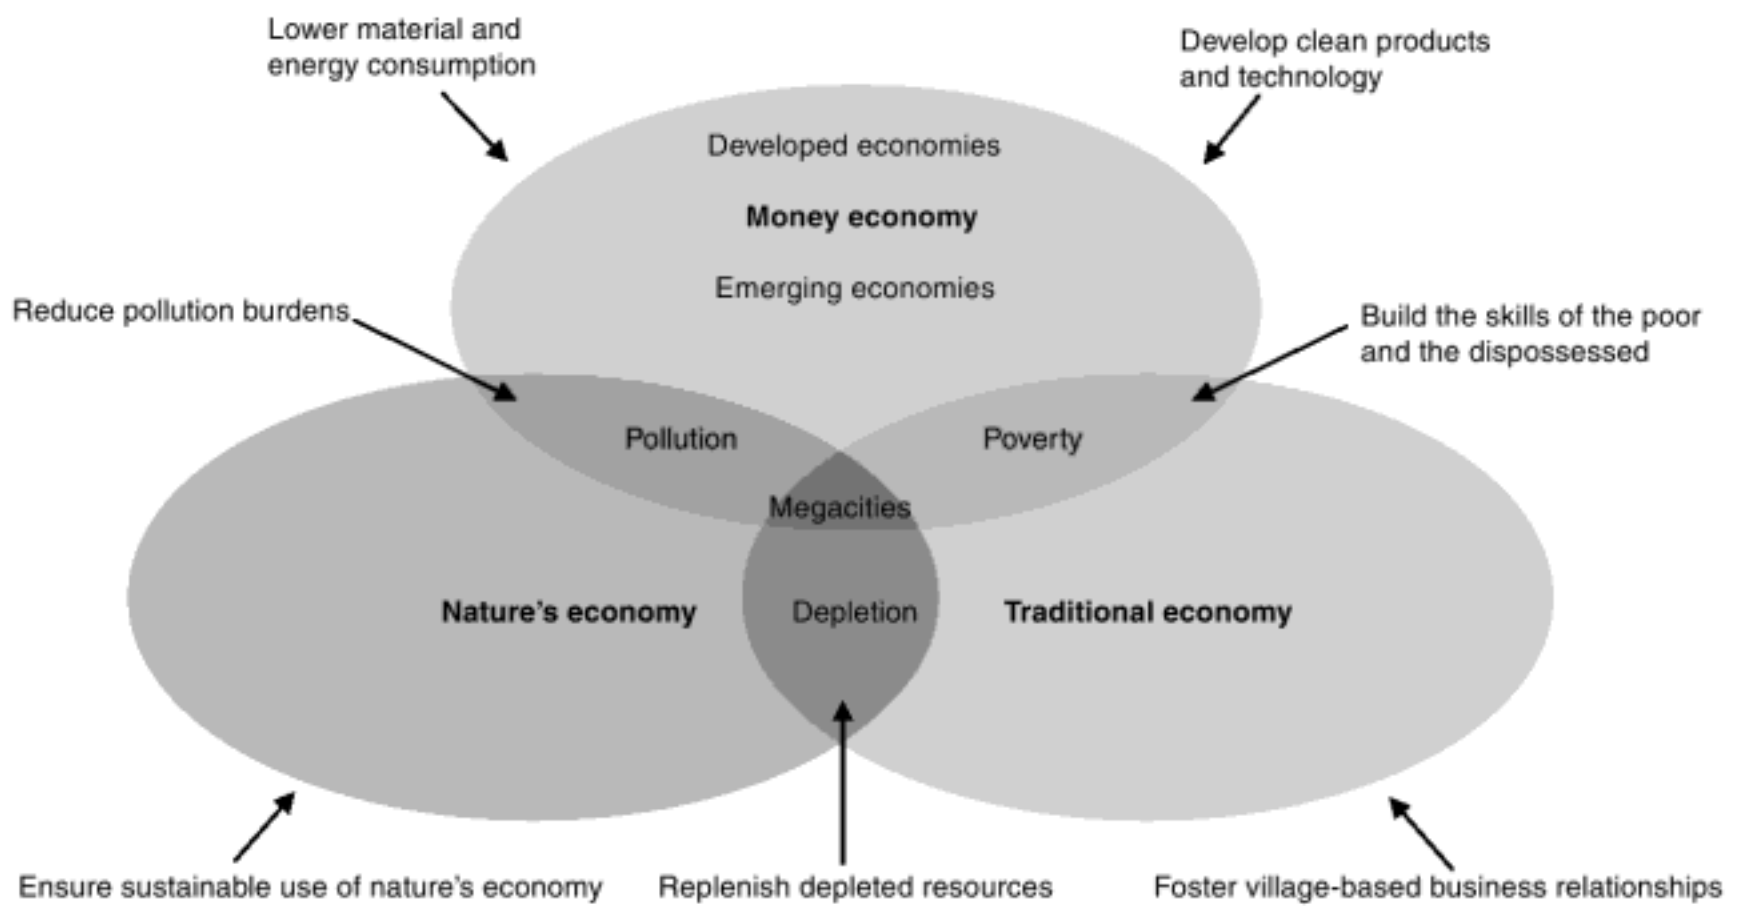 Lower material and
energy consumption
Develop clean products
and technology
Developed economies
Money economy
Emerging economies
Reduce pollution burdens
Build the skills of the poor
and the dispossessed
Pollution
Poverty
Megacities
Nature's economy
Depletion
Traditional economy
Ensure sustainable use of nature's economy
Replenish depleted resources
Foster village-based business relationships